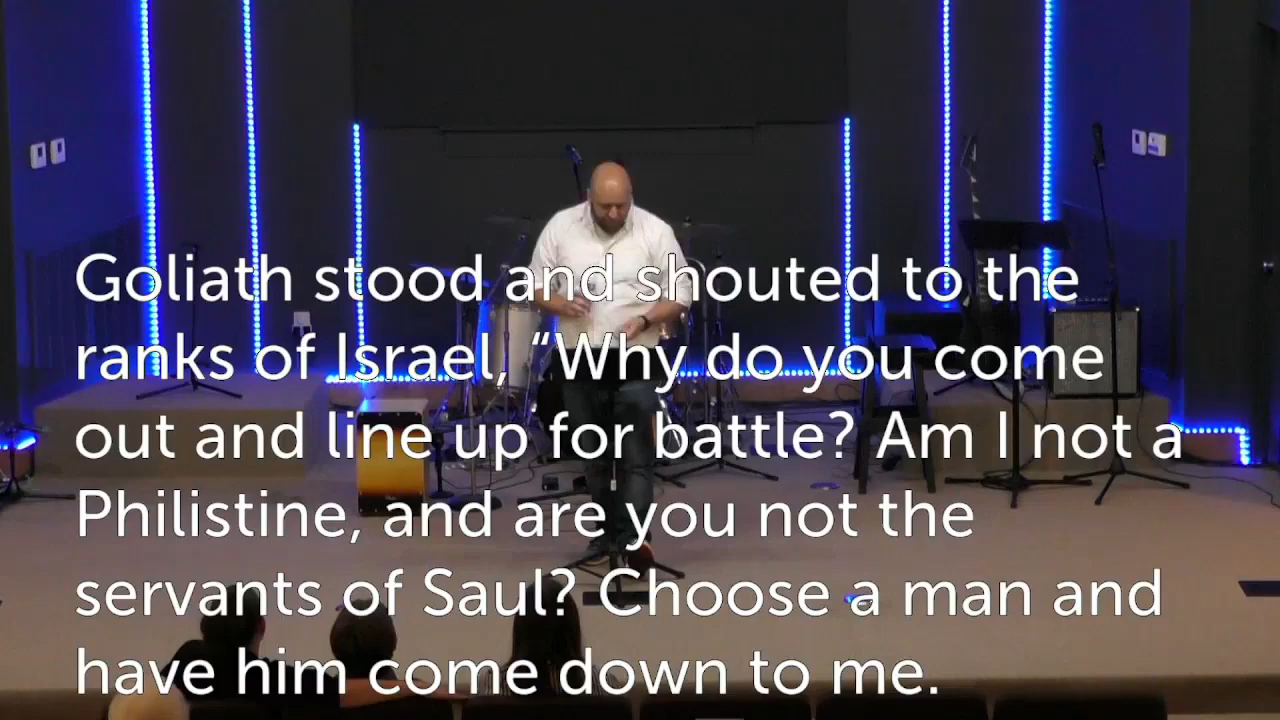 Goliath stood and shouted to the
ranks of Israel, “Why do you come
out and line up for battle? Am I not a
Philistine, and are you not the
servants of Saul? Choose a man and
have him come down to me.